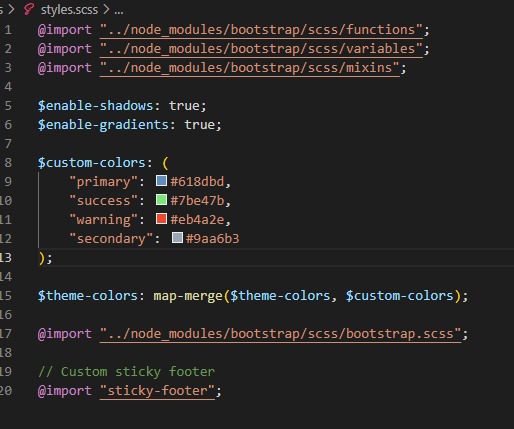 s > styles.scss > ...
1 @import "../node_modules/bootstrap/scss/functions";
2 @import "../node_modules/bootstrap/scss/variables";
3 @import "../node_modules/bootstrap/scss/mixins";
4
5 $enable-shadows: true;
6 $enable-gradients: true;
7
8 $custom-colors: (
9 "primary": #618dbd,
10 "success": #7be47b,
11 "warning": #eb4a2e,
12 "secondary": #9aa6b3
13 );
14
15 $theme-colors: map-merge($theme-colors, $custom-colors);
16
17 @import "../node_modules/bootstrap/scss/bootstrap.scss";
18
19 // Custom sticky footer
20 @import "sticky-footer";